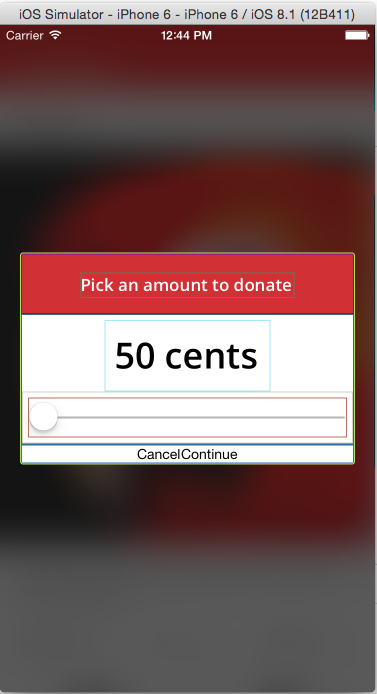 iOS Simulator - iPhone 6 - iPhone 6 / iOS 8.1 (12B411)
Carrier 12:44 PM
Pick an amount to donate
50 cents
CancelContinue